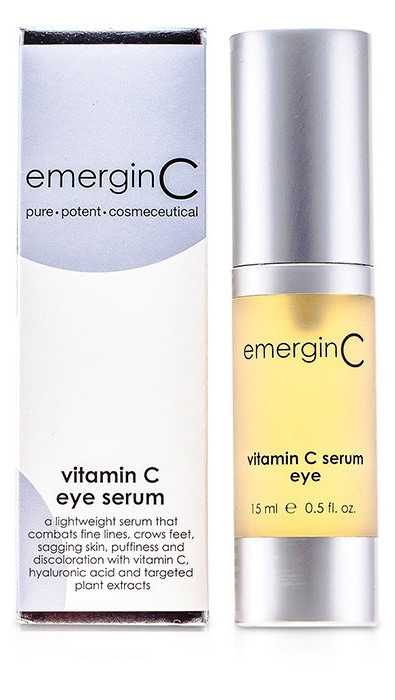 emerginC
pure • potent • cosmeceutical
vitamin C
eye serum
a lightweight serum that
combats fine lines, crows feet,
sagging skin, puffiness and
discoloration with vitamin C,
hyaluronic acid and targeted
plant extracts
emerginC
vitamin C serum
eye
15 ml e 0.5 fl. oz.